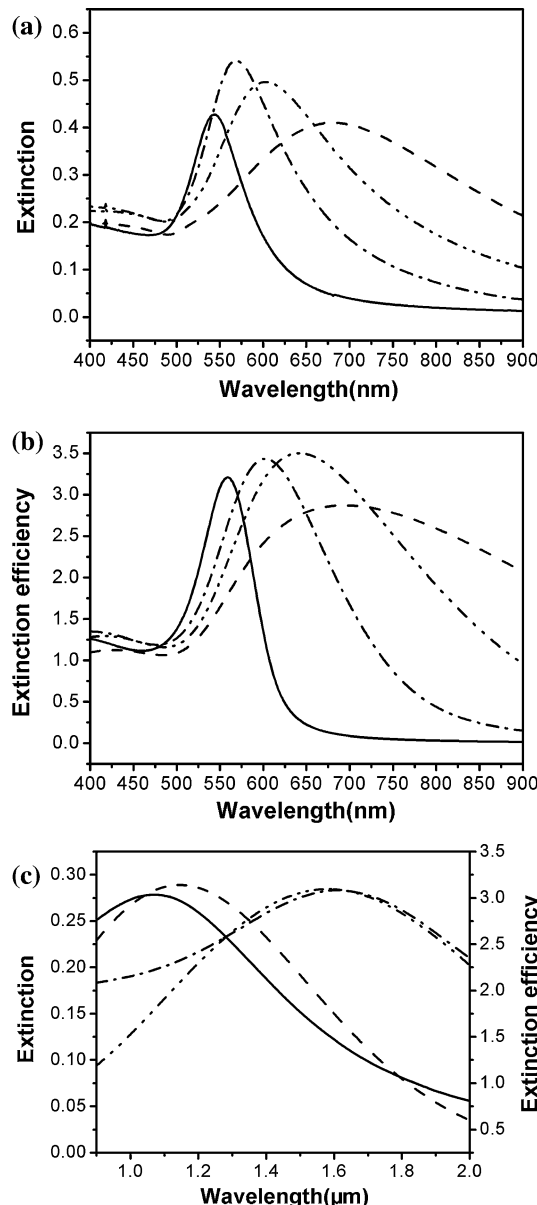 (a)
Extinction
0.6
0.5
0.4
0.3
0.2
0.1
0.0
400 450 500 550 600 650 700 750 800 850 900
Wavelength(nm)
(b)
Extinction efficiency
3.5
3.0
2.5
2.0
1.5
1.0
0.5
0.0
400 450 500 550 600 650 700 750 800 850 900
Wavelength(nm)
(c)
Extinction
0.30
0.25
0.20
0.15
0.10
0.05
0.00
3.5
3.0
2.5
2.0
1.5
1.0
0.5
Extinction efficiency
1.0 1.2 1.4 1.6 1.8 2.0
Wavelength(μm)